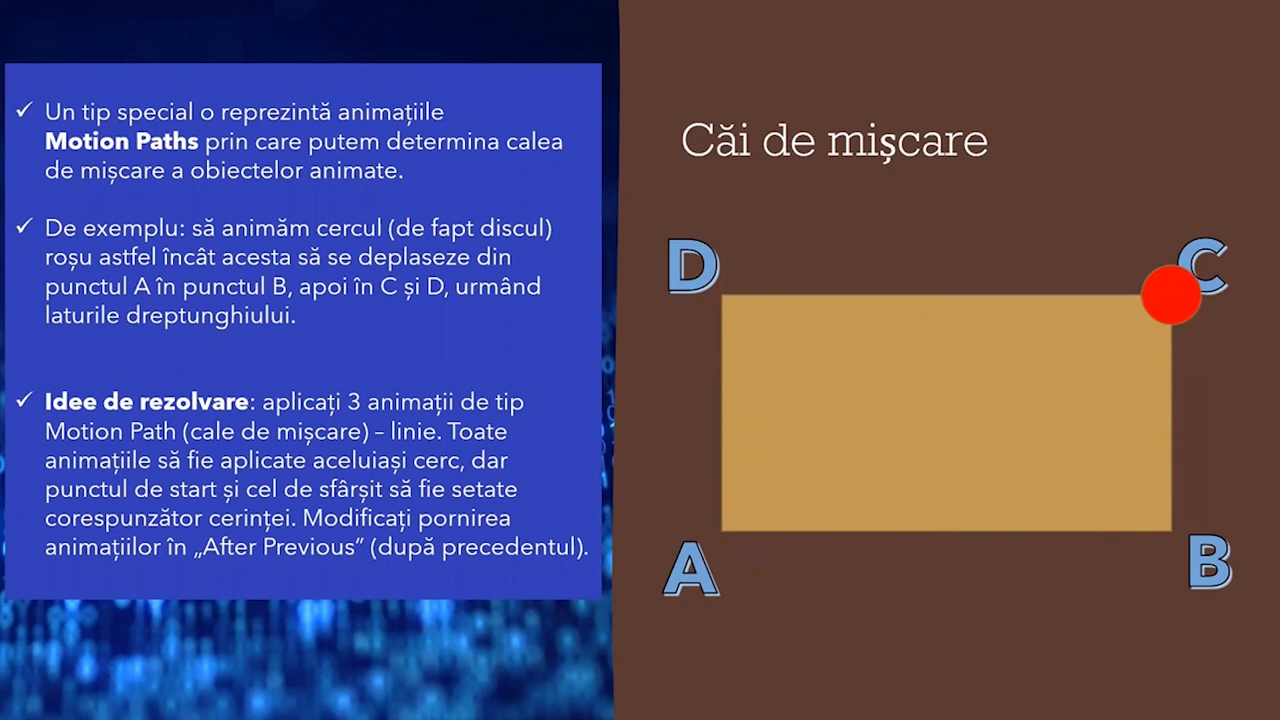 ✓ Un tip special o reprezintă animațiile
Motion Paths prin care putem determina calea
de mișcare a obiectelor animate.
✓ De exemplu: să animăm cercul (de fapt discul)
roșu astfel încât acesta să se deplaseze din
punctul A în punctul B, apoi în C și D, urmând
laturile dreptunghiului.
✓ Idee de rezolvare: aplicați 3 animații de tip
Motion Path (cale de mișcare) – linie. Toate
animațiile să fie aplicate aceluiași cerc, dar
punctul de start și cel de sfârșit să fie setate
corespunzător cerinței. Modificați pornirea
animațiilor în „After Previous” (după precedentul).
Căi de mișcare
D C
A B